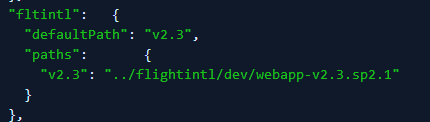 "fltintl":   {
  "defaultPath": "v2.3",
  "paths":        {
    "v2.3": "../flightintl/dev/webapp-v2.3.sp2.1"
  }
},